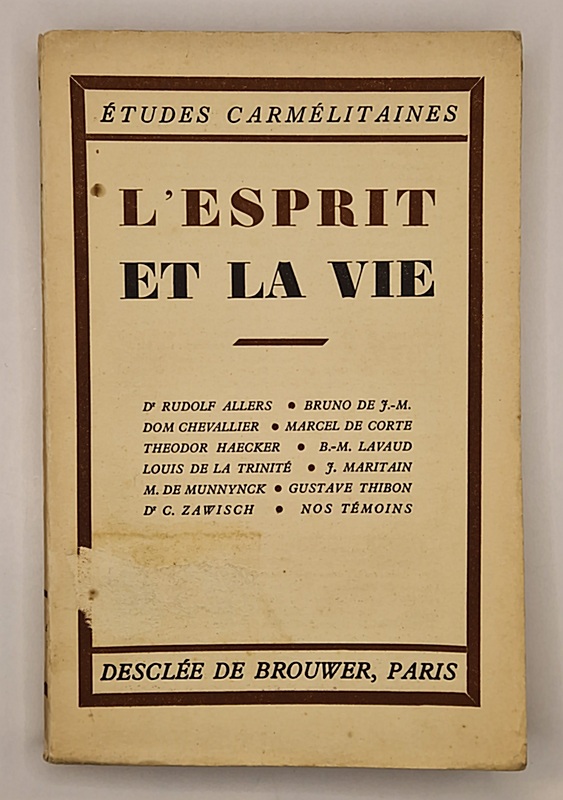 ÉTUDES CARMÉLITAINES
L'ESPRIT
ET LA VIE
Dr RUDOLF ALLERS • BRUNO DE J.-M.
DOM CHEVALLIER • MARCEL DE CORTE
THEODOR HAECKER • B.-M. LAVAUD
LOUIS DE LA TRINITÉ • J. MARITAIN
M. DE MUNNYNCK • GUSTAVE THIBON
Dr C. ZAWISCH • NOS TÉMOINS
DESCLÉE DE BROUWER, PARIS